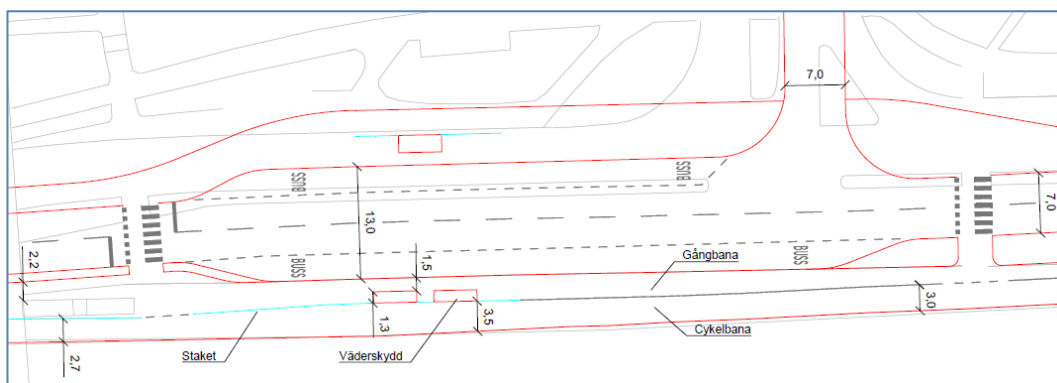 7,0
BUSS
BUSS
7,0
13,0
2,2
BUSS
1,5
BUSS
Gångbana
3,0
1,3
3,5
Staket
Väderskydd
Cykelbana
2,7